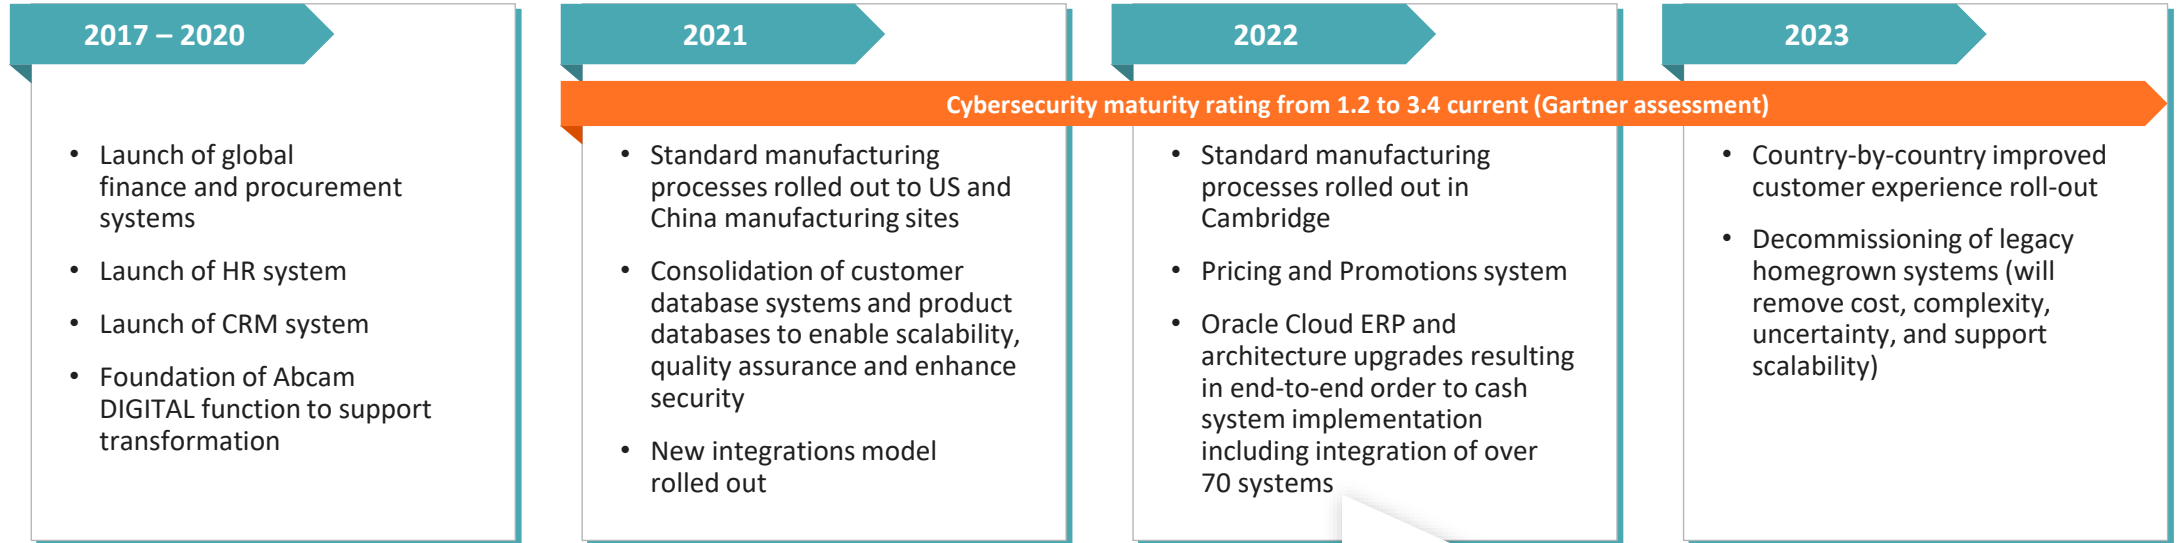 2017 – 2020
• Launch of global
finance and procurement
systems
• Launch of HR system
• Launch of CRM system
• Foundation of Abcam
DIGITAL function to support
transformation
2021
2022
2023
Cybersecurity maturity rating from 1.2 to 3.4 current (Gartner assessment)
• Standard manufacturing
processes rolled out to US and
China manufacturing sites
• Consolidation of customer
database systems and product
databases to enable scalability,
quality assurance and enhance
security
• New integrations model
rolled out
• Standard manufacturing
processes rolled out in
Cambridge
• Pricing and Promotions system
• Oracle Cloud ERP and
architecture upgrades resulting
in end-to-end order to cash
system implementation
including integration of over
70 systems
• Country-by-country improved
customer experience roll-out
• Decommissioning of legacy
homegrown systems (will
remove cost, complexity,
uncertainty, and support
scalability)